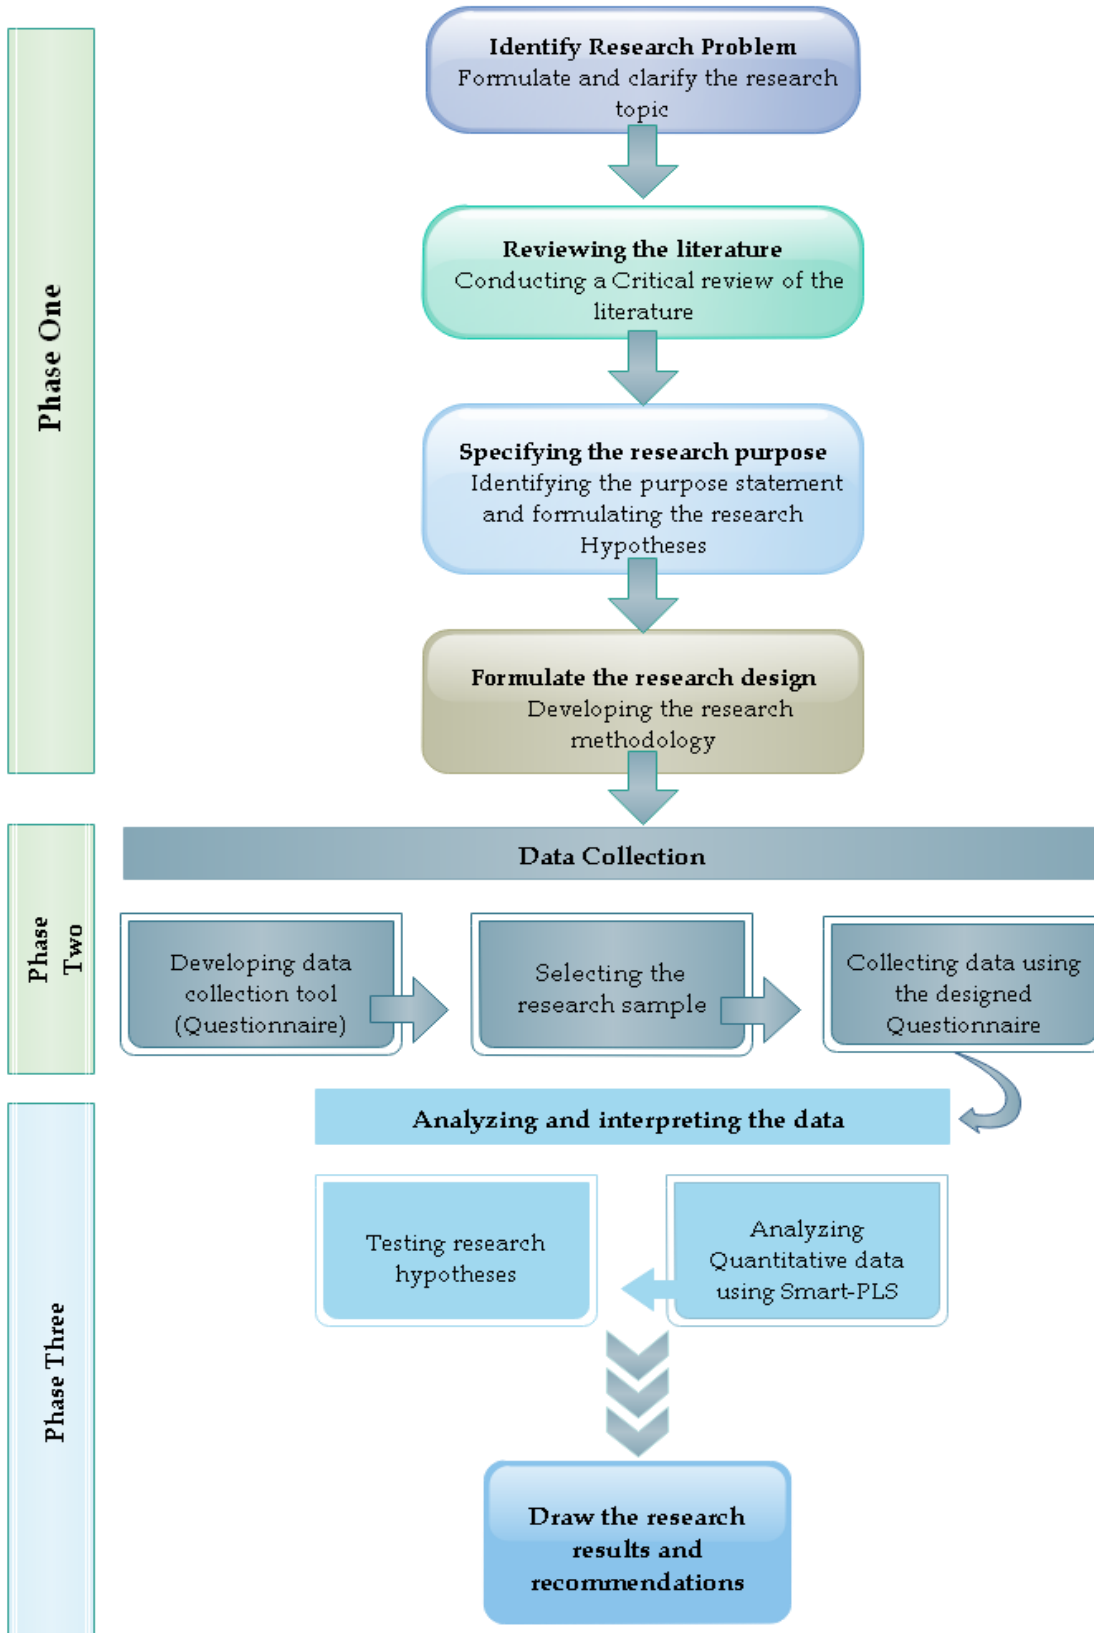 Phase One
Identify Research Problem
Formulate and clarify the research
topic
Reviewing the literature
Conducting a Critical review of the
literature
Specifying the research purpose
Identifying the purpose statement
and formulating the research
Hypotheses
Formulate the research design
Developing the research
methodology
Phase
Two
Data Collection
Developing data
collection tool
(Questionnaire)
Selecting the
research sample
Collecting data using
the designed
Questionnaire
Phase Three
Analyzing and interpreting the data
Testing research
hypotheses
Analyzing
Quantitative data
using Smart-PLS
Draw the research
results and
recommendations